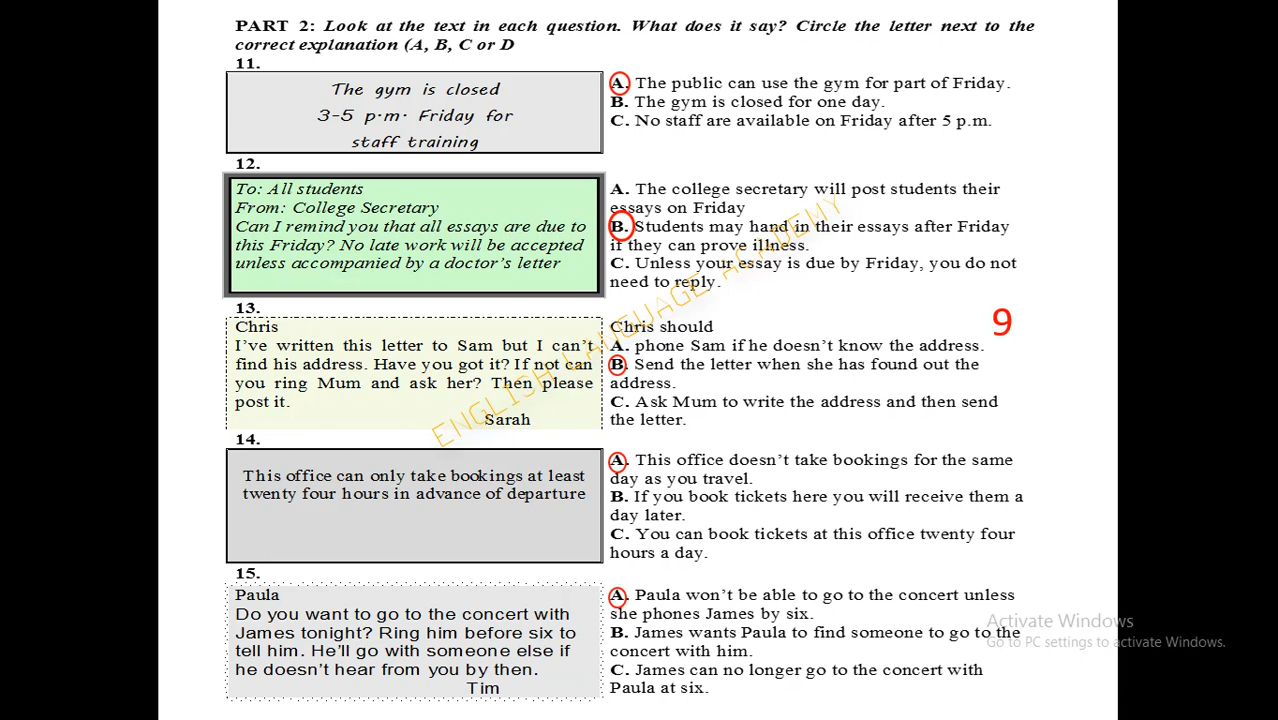 PART 2: Look at the text in each question. What does it say? Circle the letter next to the
correct explanation (A, B, C or D
11.
The gym is closed
3-5 p.m. Friday for
staff training
A. The public can use the gym for part of Friday.
B. The gym is closed for one day.
C. No staff are available on Friday after 5 p.m.
12.
To: All students
From: College Secretary
Can I remind you that all essays are due to
this Friday? No late work will be accepted
unless accompanied by a doctor's letter
A. The college secretary will post students their
essays on Friday
B. Students may hand in their essays after Friday
if they can prove illness.
C. Unless your essay is due by Friday, you do not
need to reply.
13.
Chris
I've written this letter to Sam but I can't
find his address. Have you got it? If not can
you ring Mum and ask her? Then please
post it.
Sarah
Chris should
A. phone Sam if he doesn't know the address.
B. Send the letter when she has found out the
address.
C. Ask Mum to write the address and then send
the letter.
9
14.
This office can only take bookings at least
twenty four hours in advance of departure
A. This office doesn't take bookings for the same
day as you travel.
B. If you book tickets here you will receive them a
day later.
C. You can book tickets at this office twenty four
hours a day.
15.
Paula
Do you want to go to the concert with
James tonight? Ring him before six to
tell him. He'll go with someone else if
he doesn't hear from you by then.
Tim
A. Paula won't be able to go to the concert unless
she phones James by six.
B. James wants Paula to find someone to go to the
concert with him.
C. James can no longer go to the concert with
Paula at six.
ENGLISH LANGUAGE ACADEMY
Activate Windows
Go to PC settings to activate Windows.